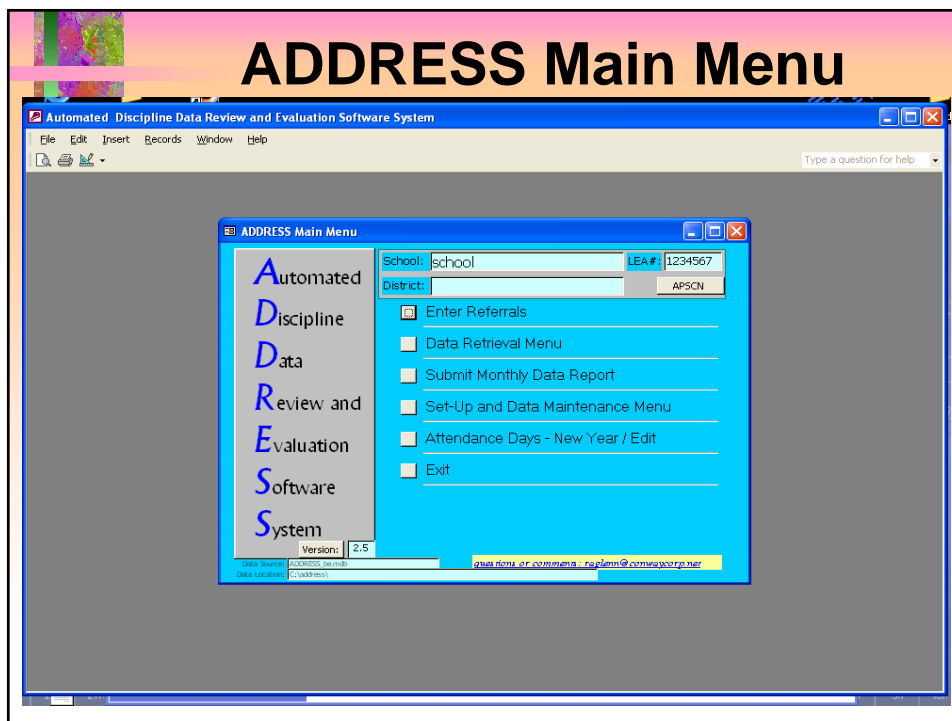 ADDRESS Main Menu
Automated Discipline Data Review and Evaluation Software System
File Edit Insert Records Window Help
Type a question for help
ADDRESS Main Menu
Automated
Discipline
Data
Review and
Evaluation
Software
System
Version: 2.5
School: school LEA#: 1234567
District: APSCN
Enter Referrals
Data Retrieval Menu
Submit Monthly Data Report
Set-Up and Data Maintenance Menu
Attendance Days - New Year / Edit
Exit
Data Source: ADDRESS_be.mdb
Data Location: C:\address\
questions or comments: raglenn@conwaycorp.net